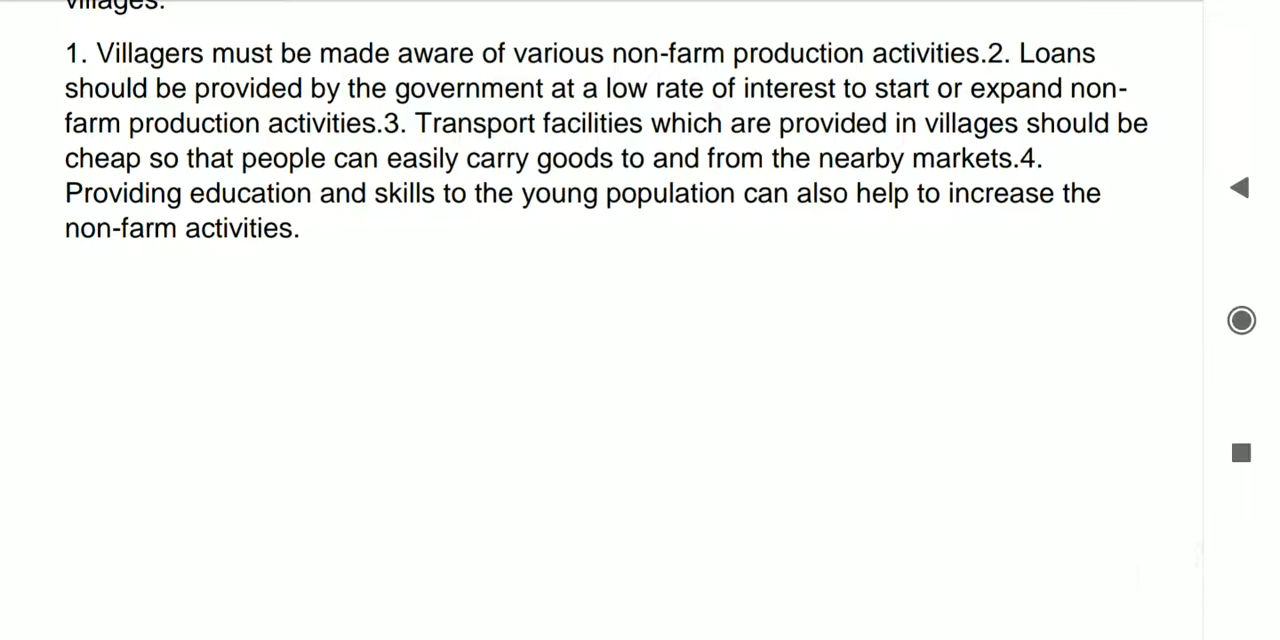 villages.
1. Villagers must be made aware of various non-farm production activities.2. Loans
should be provided by the government at a low rate of interest to start or expand non-
farm production activities.3. Transport facilities which are provided in villages should be
cheap so that people can easily carry goods to and from the nearby markets.4.
Providing education and skills to the young population can also help to increase the
non-farm activities.